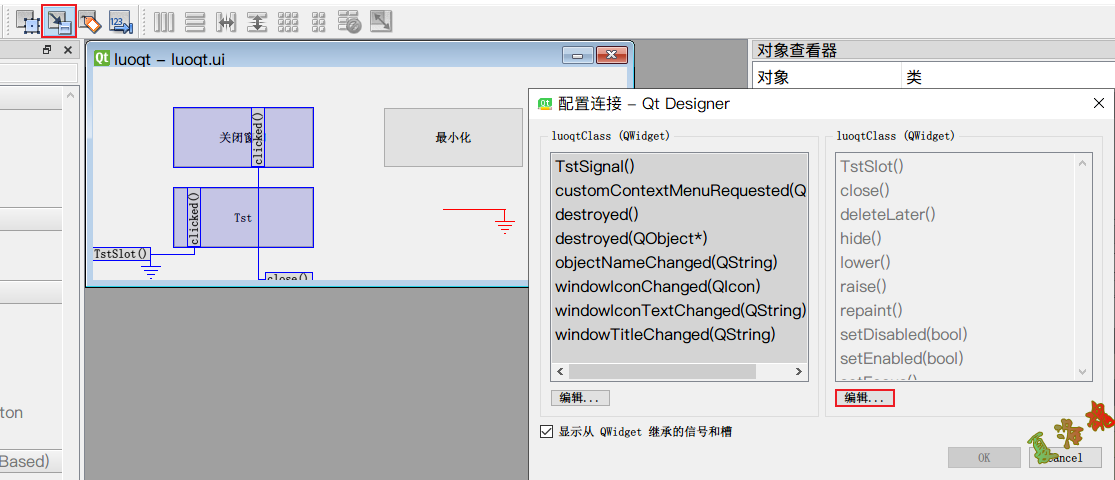 123
luoqt - luoqt.ui
对象查看器
对象 类
配置连接 - Qt Designer
关闭窗
clicked()
最小化
clicked()
Tst
TstSlot()
close()
luoqtClass (QWidget)
TstSignal()
customContextMenuRequested(Q
destroyed()
destroyed(QObject*)
objectNameChanged(QString)
windowIconChanged(QIcon)
windowIconTextChanged(QString)
windowTitleChanged(QString)
编辑...
luoqtClass (QWidget)
TstSlot()
close()
deleteLater()
hide()
lower()
raise()
repaint()
setDisabled(bool)
setEnabled(bool)
setFocus()
编辑...
显示从 QWidget 继承的信号和槽
OK
Cancel
ton
Based)